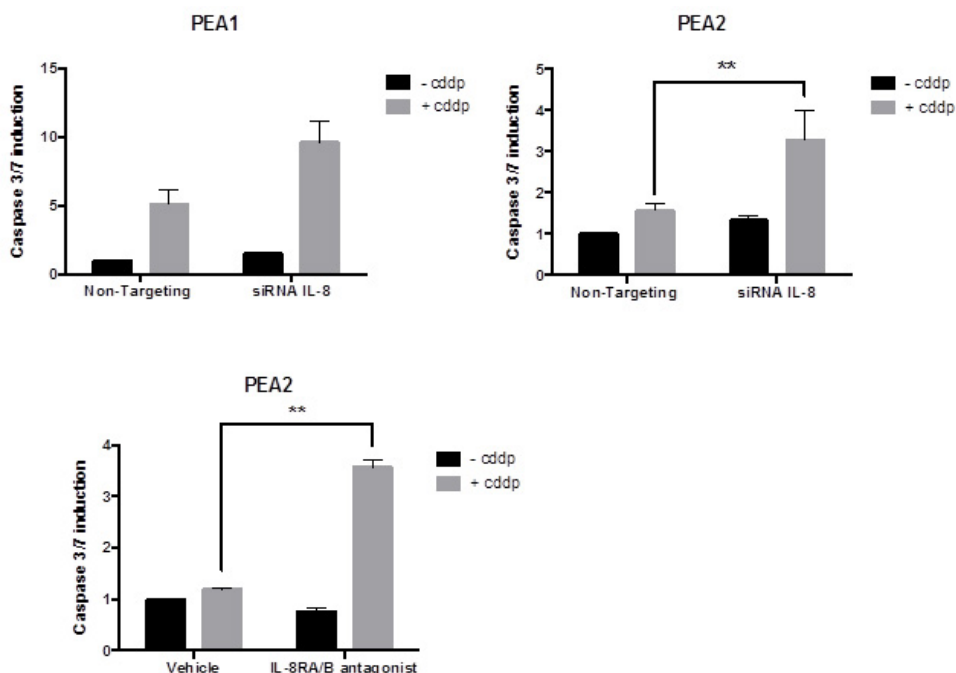 PEA1
15
10
5
0
Caspase 3/7 induction
Non-Targeting
siRNA IL-8
- cddp
+ cddp
PEA2
5
4
3
2
1
0
Caspase 3/7 induction
**
Non-Targeting
siRNA IL-8
- cddp
+ cddp
PEA2
4
3
2
1
0
Caspase 3/7 induction
**
Vehicle
IL-8RA/B antagonist
- cddp
+ cddp